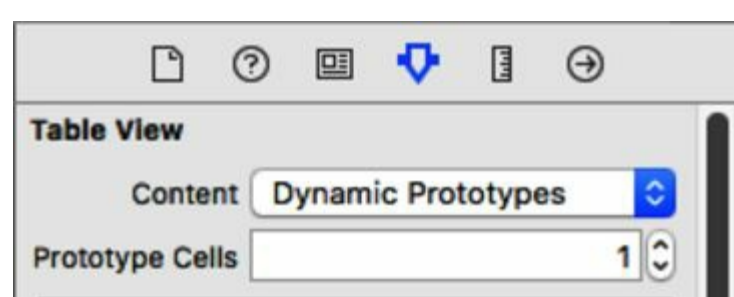 Table View
Content Dynamic Prototypes
Prototype Cells 1